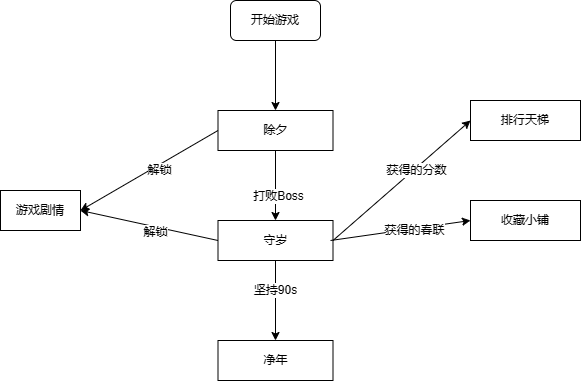 开始游戏
除夕
排行天梯
解锁
获得的分数
打败Boss
游戏剧情
收藏小铺
解锁
守岁
获得的春联
坚持90s
净年